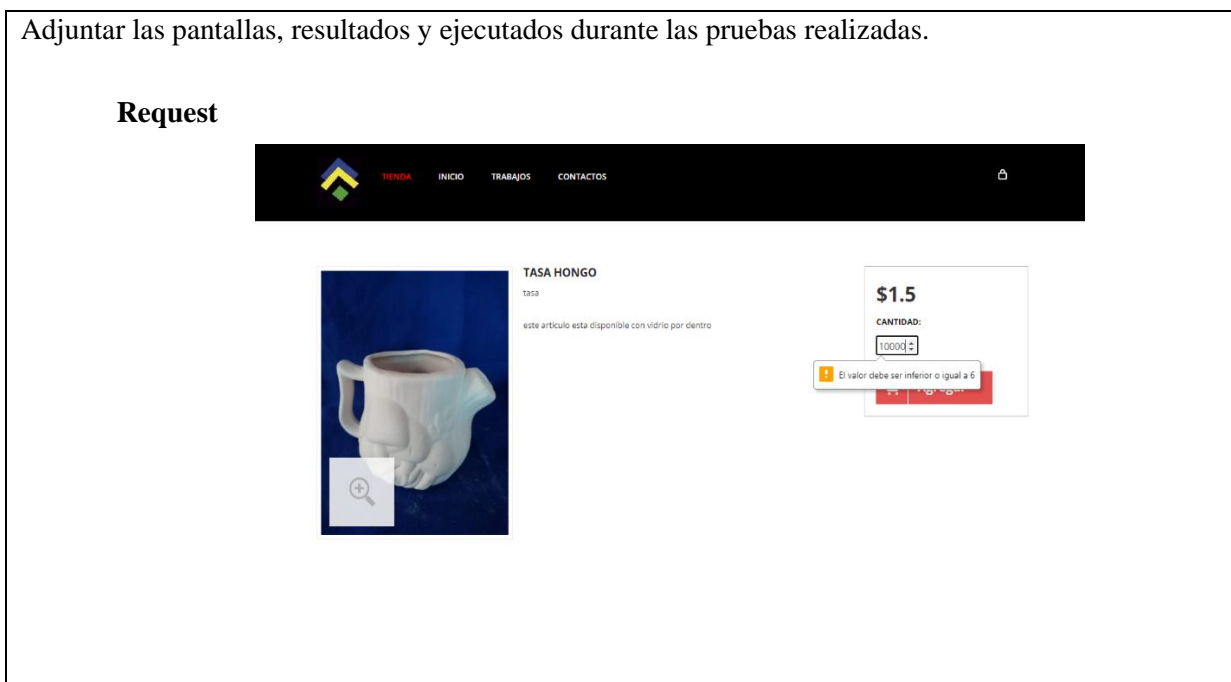 Adjuntar las pantallas, resultados y ejecutados durante las pruebas realizadas.
Request
TIENDA INICIO TRABAJOS CONTACTOS
TASA HONGO
tasa
este articulo esta disponible con vidrio por dentro
$1.5
CANTIDAD:
10000
El valor debe ser inferior o igual a 6
Agregar